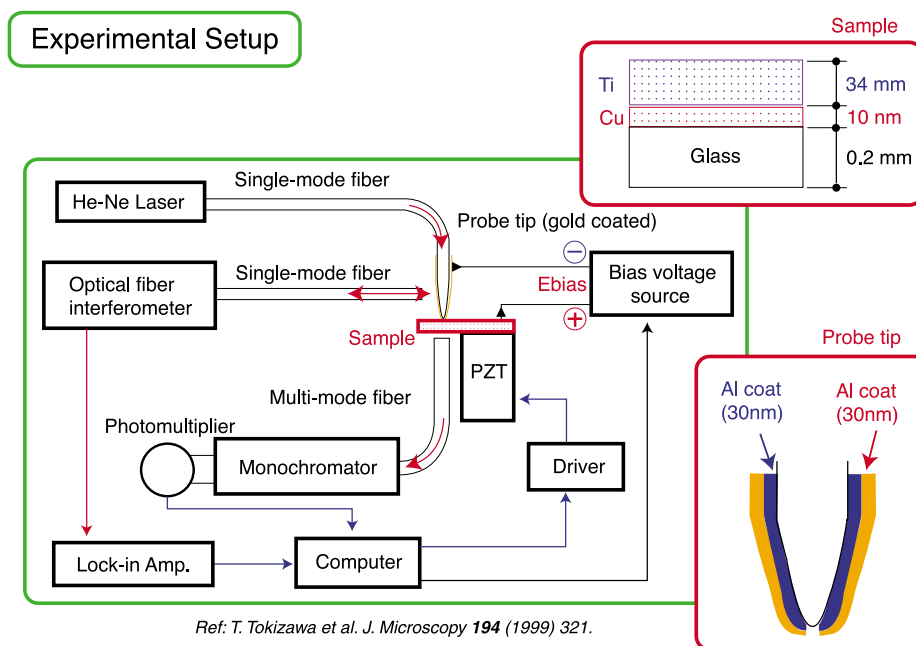 Experimental Setup
Sample
Ti
34 mm
Cu
10 nm
Glass
0.2 mm
Single-mode fiber
He-Ne Laser
Probe tip (gold coated)
−
Optical fiber
interferometer
Single-mode fiber
Ebias
+
Bias voltage
source
Sample
PZT
Multi-mode fiber
Photomultiplier
Monochromator
Driver
Lock-in Amp.
Computer
Probe tip
Al coat
(30nm)
Al coat
(30nm)
Ref: T. Tokizawa et al. J. Microscopy 194 (1999) 321.